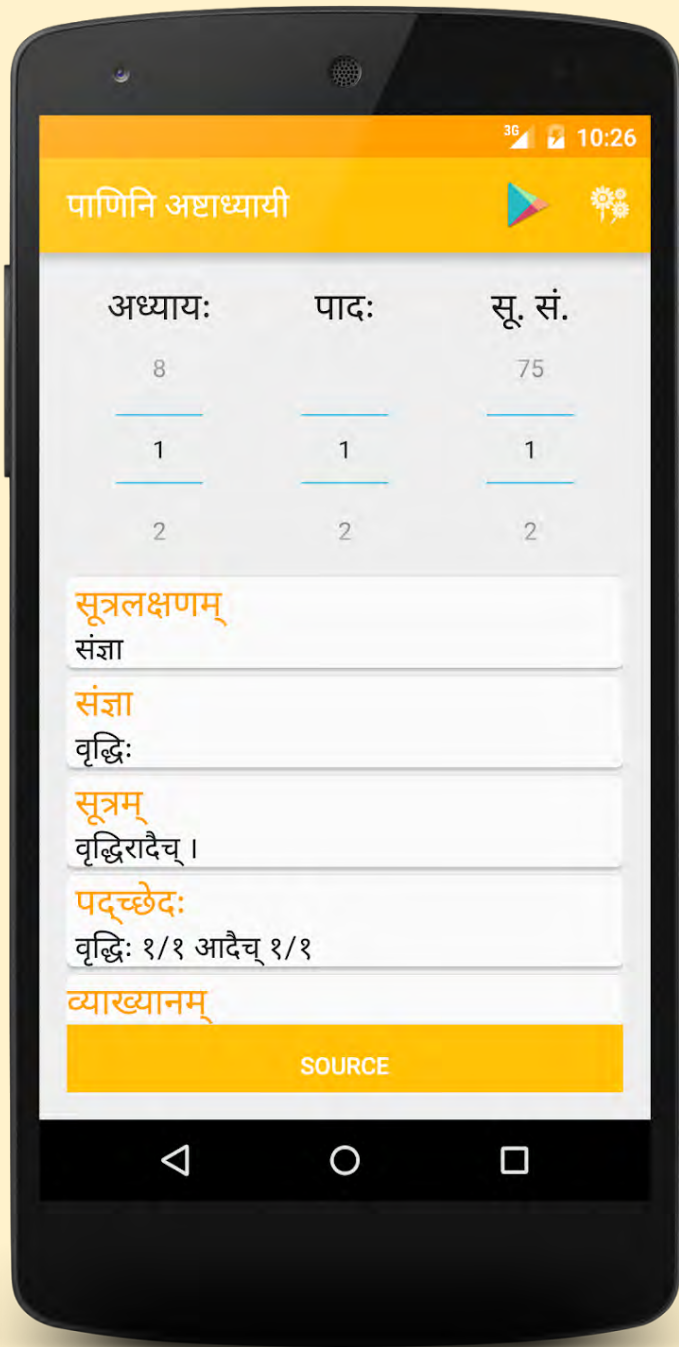 3G 10:26
पाणिनि अष्टाध्यायी
अध्यायः पादः सू. सं.
8 75
1 1 1
2 2 2
सूत्रलक्षणम्
संज्ञा
संज्ञा
वृद्धिः
सूत्रम्
वृद्धिरादैच् ।
पद्च्छेदः
वृद्धिः १/१ आदैच् १/१
व्याख्यानम्
SOURCE